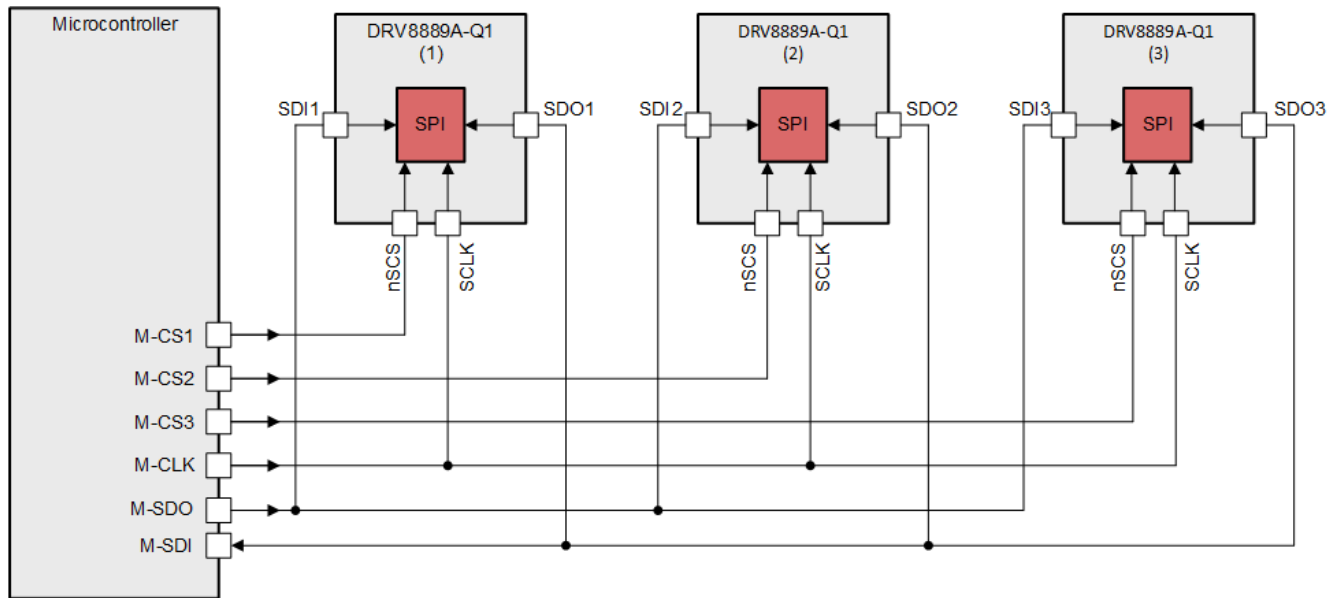 Microcontroller
DRV8889A-Q1
(1)
DRV8889A-Q1
(2)
DRV8889A-Q1
(3)
SDI1
SPI
SDO1
SDI2
SPI
SDO2
SDI3
SPI
SDO3
nSCS
SCLK
nSCS
SCLK
nSCS
SCLK
M-CS1
M-CS2
M-CS3
M-CLK
M-SDO
M-SDI